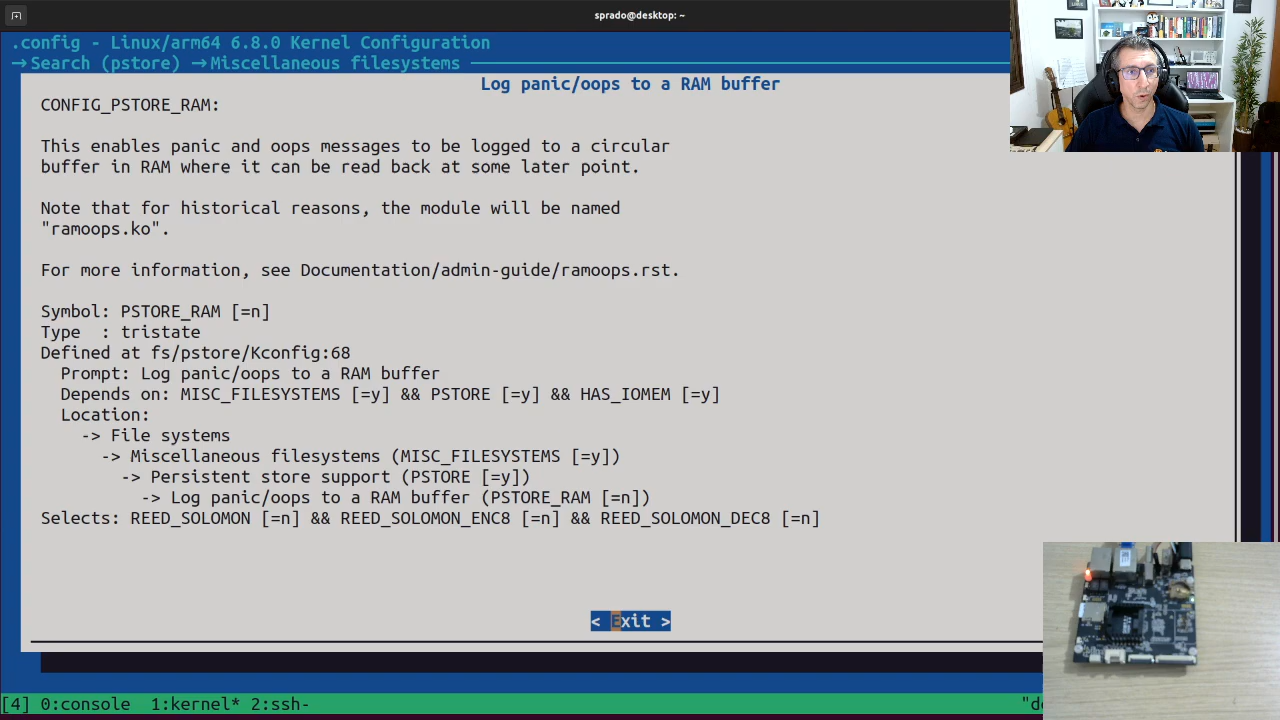 sprado@desktop: ~
.config - Linux/arm64 6.8.0 Kernel Configuration
→Search (pstore) →Miscellaneous filesystems
Log panic/oops to a RAM buffer
CONFIG_PSTORE_RAM:
This enables panic and oops messages to be logged to a circular
buffer in RAM where it can be read back at some later point.
Note that for historical reasons, the module will be named
"ramoops.ko".
For more information, see Documentation/admin-guide/ramoops.rst.
Symbol: PSTORE_RAM [=n]
Type  : tristate
Defined at fs/pstore/Kconfig:68
Prompt: Log panic/oops to a RAM buffer
Depends on: MISC_FILESYSTEMS [=y] && PSTORE [=y] && HAS_IOMEM [=y]
Location:
-> File systems
-> Miscellaneous filesystems (MISC_FILESYSTEMS [=y])
-> Persistent store support (PSTORE [=y])
-> Log panic/oops to a RAM buffer (PSTORE_RAM [=n])
Selects: REED_SOLOMON [=n] && REED_SOLOMON_ENC8 [=n] && REED_SOLOMON_DEC8 [=n]
< Exit >
[4] 0:console  1:kernel* 2:ssh-